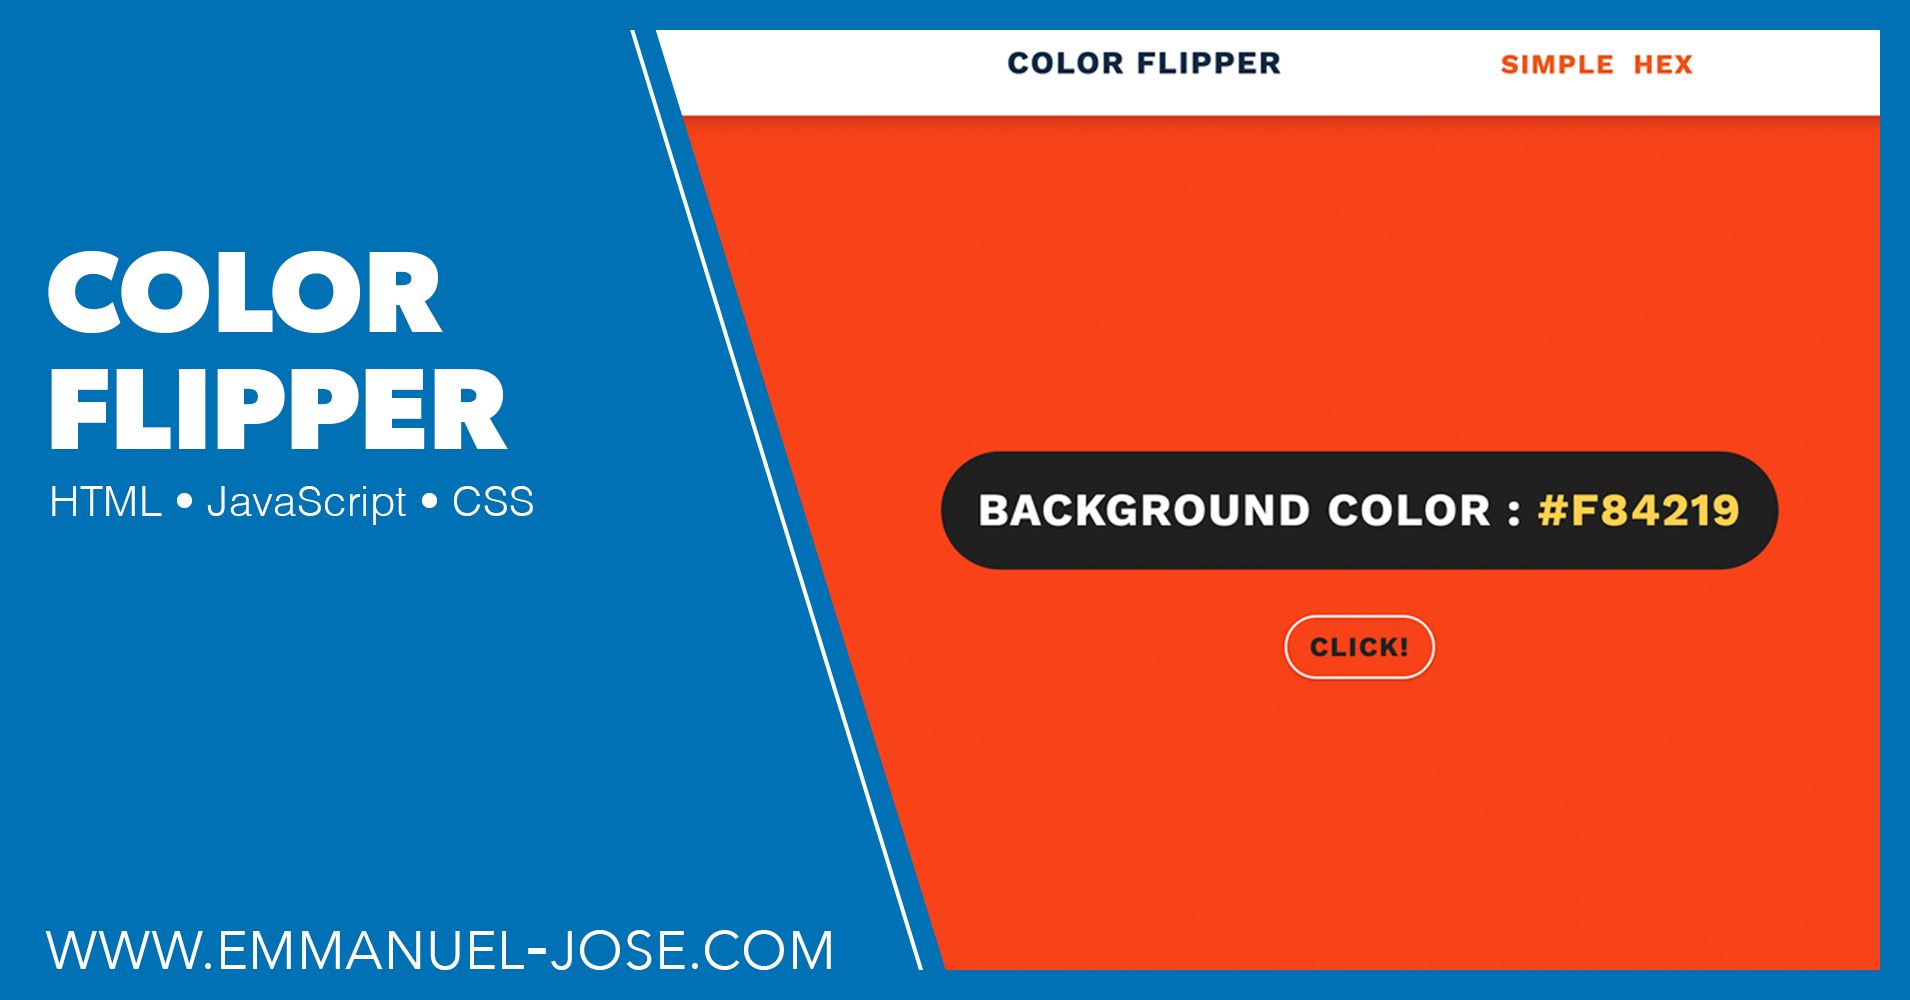 COLOR
FLIPPER
HTML • JavaScript • CSS
WWW.EMMANUEL-JOSE.COM
COLOR FLIPPER
SIMPLE HEX
BACKGROUND COLOR : #F84219
CLICK!